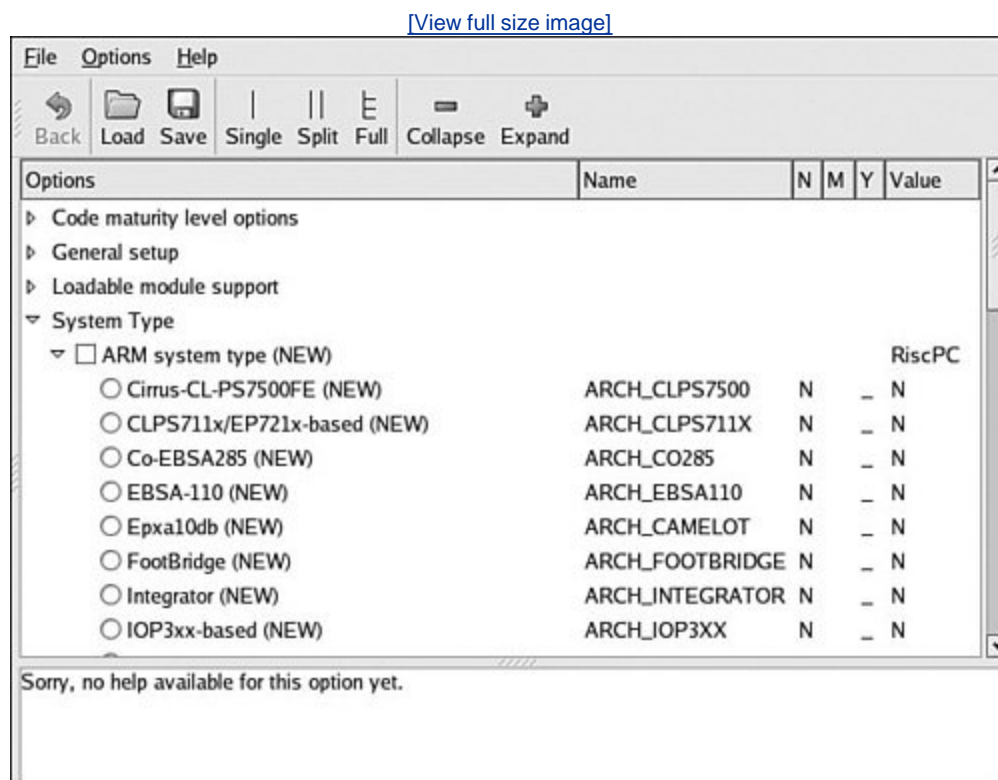 [View full size image]
File Options Help
Back Load Save Single Split Full Collapse Expand
Options Name N M Y Value
Code maturity level options
General setup
Loadable module support
System Type
ARM system type (NEW) RiscPC
Cirrus-CL-PS7500FE (NEW) ARCH_CLPS7500 N _ N
CLPS711x/EP721x-based (NEW) ARCH_CLPS711X N _ N
Co-EBSA285 (NEW) ARCH_CO285 N _ N
EBSA-110 (NEW) ARCH_EBSA110 N _ N
Epxa10db (NEW) ARCH_CAMELOT N _ N
FootBridge (NEW) ARCH_FOOTBRIDGE N _ N
Integrator (NEW) ARCH_INTEGRATOR N _ N
IOP3xx-based (NEW) ARCH_IOP3XX N _ N
Sorry, no help available for this option yet.